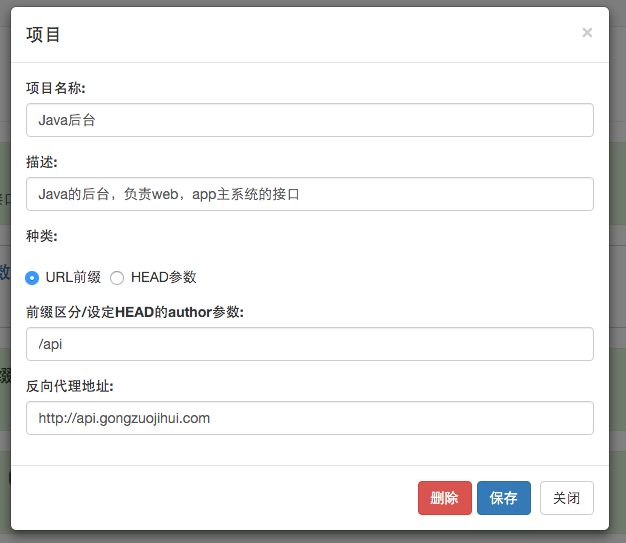 项目
×
项目名称:
Java后台
描述:
Java的后台，负责web，app主系统的接口
种类:
URL前缀 HEAD参数
前缀区分/设定HEAD的author参数:
/api
反向代理地址:
http://api.gongzuojihui.com
删除 保存 关闭